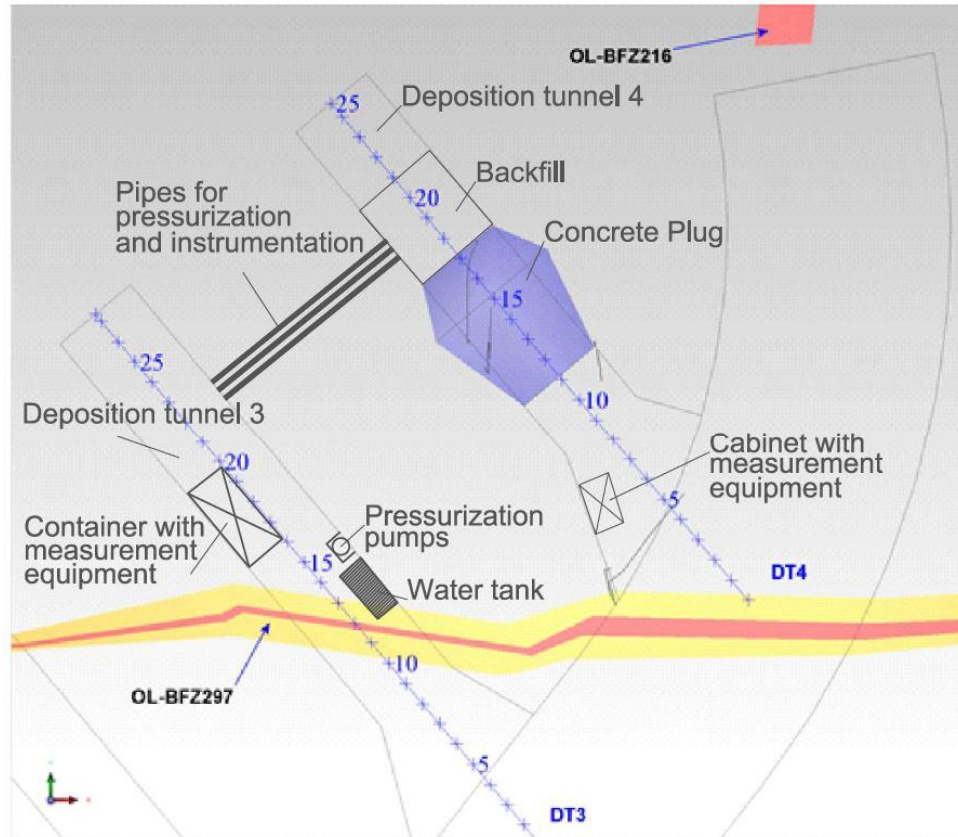 OL-BFZ216
25
Deposition tunnel 4
20
Backfill
Pipes for
pressurization
and instrumentation
Concrete Plug
15
25
10
Deposition tunnel 3
20
Cabinet with
measurement
equipment
5
Container with
measurement
equipment
Pressurization
pumps
15
Water tank
DT4
OL-BFZ297
10
5
DT3